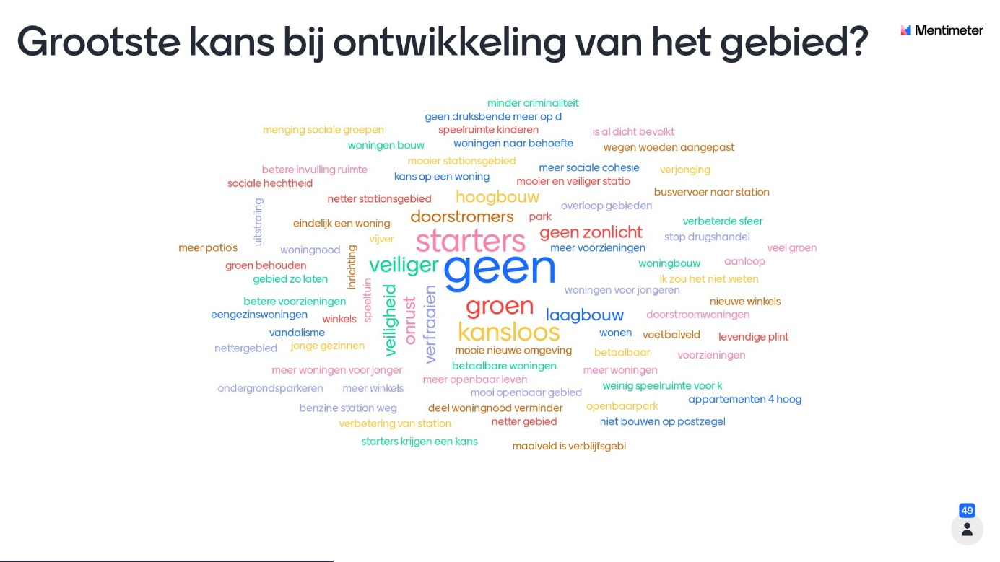 Grootste kans bij ontwikkeling van het gebied?
Mentimeter
minder criminaliteit
geen druksbende meer op d
menging sociale groepen
speelruimte kinderen
is al dicht bevolkt
woningen bouw
woningen naar behoefte
wegen woeden aangepast
mooier stationsgebied
betere invulling ruimte
meer sociale cohesie
verjonging
kans op een woning
sociale hechtheid
mooier en veiliger statio
netter stationsgebied
hoogbouw
busvervoer naar station
overloop gebieden
uitstraling
eindelijk een woning
doorstromers
park
verbeterde sfeer
vijver
starters
geen zonlicht
stop drugshandel
meer patio's
woningnood
inrichting
meer voorzieningen
veel groen
groen behouden
veiliger
geen
woningbouw
aanloop
gebied zo laten
ik zou het niet weten
speeltuin
woningen voor jongeren
betere voorzieningen
veiligheid
onrust
verfraaien
groen
nieuwe winkels
eengezinswoningen
winkels
laagbouw
doorstroomwoningen
vandalisme
kansloos
wonen
voetbalveld
levendige plint
nettergebied
jonge gezinnen
mooie nieuwe omgeving
betaalbaar
voorzieningen
meer woningen voor jonger
betaalbare woningen
meer woningen
meer openbaar leven
ondergrondsparkeren
meer winkels
mooi openbaar gebied
weinig speelruimte voor k
appartementen 4 hoog
benzine station weg
deel woningnood verminder
openbaarpark
verbetering van station
netter gebied
niet bouwen op postzegel
starters krijgen een kans
maaiveld is verblijfsgebi
49